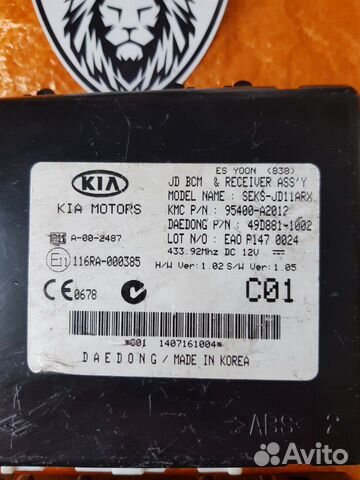 ES YOON (838)
KIA
KIA MOTORS
JD BCM & RECEIVER ASS'Y
MODEL NAME : SEKS-JD11ARX
KMC P/N : 95400-A2012
DAEDONG P/N : 49D881-1002
LOT N/O : EAO P147 0024
433.92Mhz DC 12V
H/W Ver: 1.02 S/W Ver: 1.05
A-00-2487
E11 116RA-000385
CE 0678
C01
*C01 1407161004*
DAEDONG / MADE IN KOREA
>ABS< 2
Avito